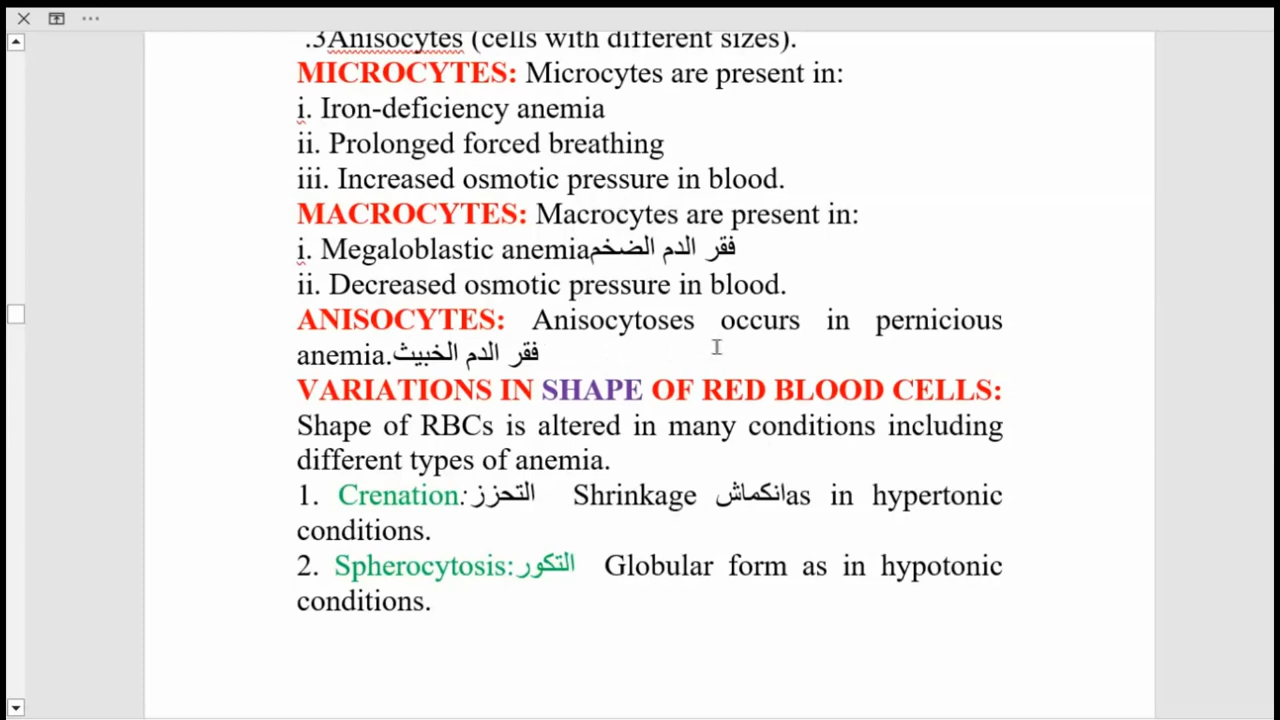 .3Anisocytes (cells with different sizes).
MICROCYTES: Microcytes are present in:
i. Iron-deficiency anemia
ii. Prolonged forced breathing
iii. Increased osmotic pressure in blood.
MACROCYTES: Macrocytes are present in:
i. Megaloblastic anemiaفقر الدم الضخم
ii. Decreased osmotic pressure in blood.
ANISOCYTES: Anisocytoses occurs in pernicious
anemia.فقر الدم الخبيث
VARIATIONS IN SHAPE OF RED BLOOD CELLS:
Shape of RBCs is altered in many conditions including
different types of anemia.
1. Crenation:التحزز Shrinkage انكماشas in hypertonic
conditions.
2. Spherocytosis:التكور Globular form as in hypotonic
conditions.